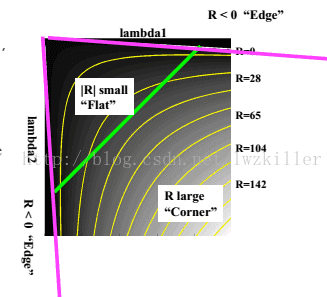 R < 0 “Edge”
lambda1
R=0
|R| small
“Flat”
R=28
R=65
lambda2
http://blog.csdn.net/lwzkiller
R=104
R large
“Corner”
R=142
R < 0 “Edge”